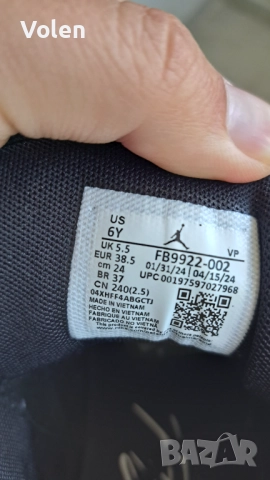 Volen
US
6Y
VP
UK 5.5
EUR 38.5
cm 24
BR 37
CN 240(2.5)
FB9922-002
01/31/24 04/15/24
UPC 00197597027968
04XHFF4ABGCTJ
MADE IN VIETNAM
HECHO EN VIETNAM
FABRIQUE AU VIETNAM
FABRICADO NO VIETNAM
BAZAR